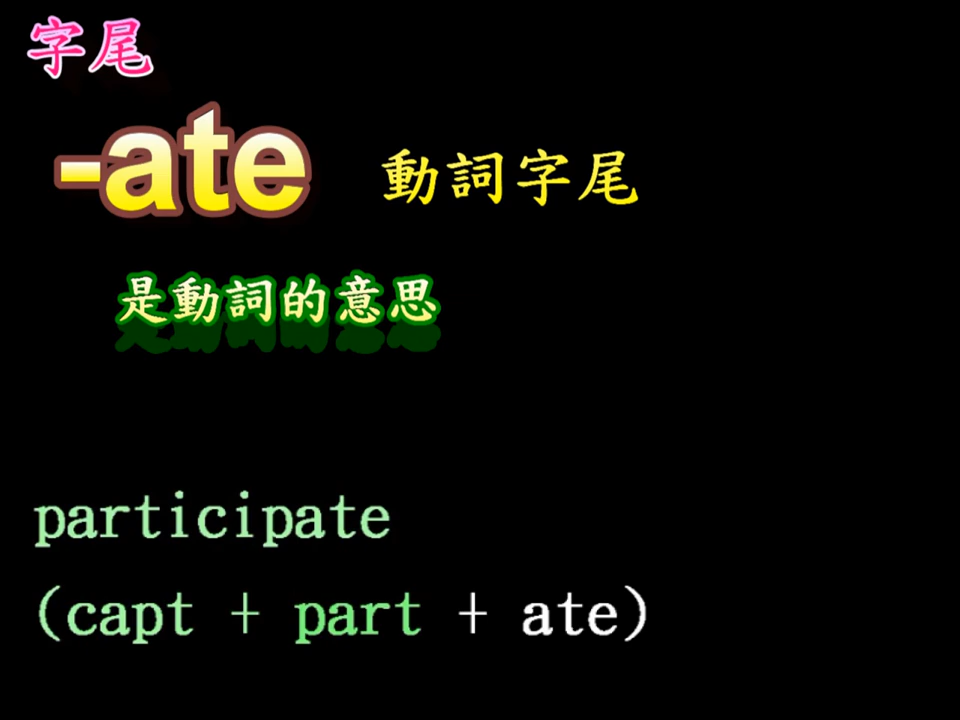 字尾
-ate 動詞字尾
是動詞的意思
participate
(capt + part + ate)